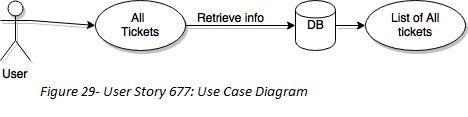 All
Tickets
Retrieve info
DB
List of All
tickets
User
Figure 29- User Story 677: Use Case Diagram